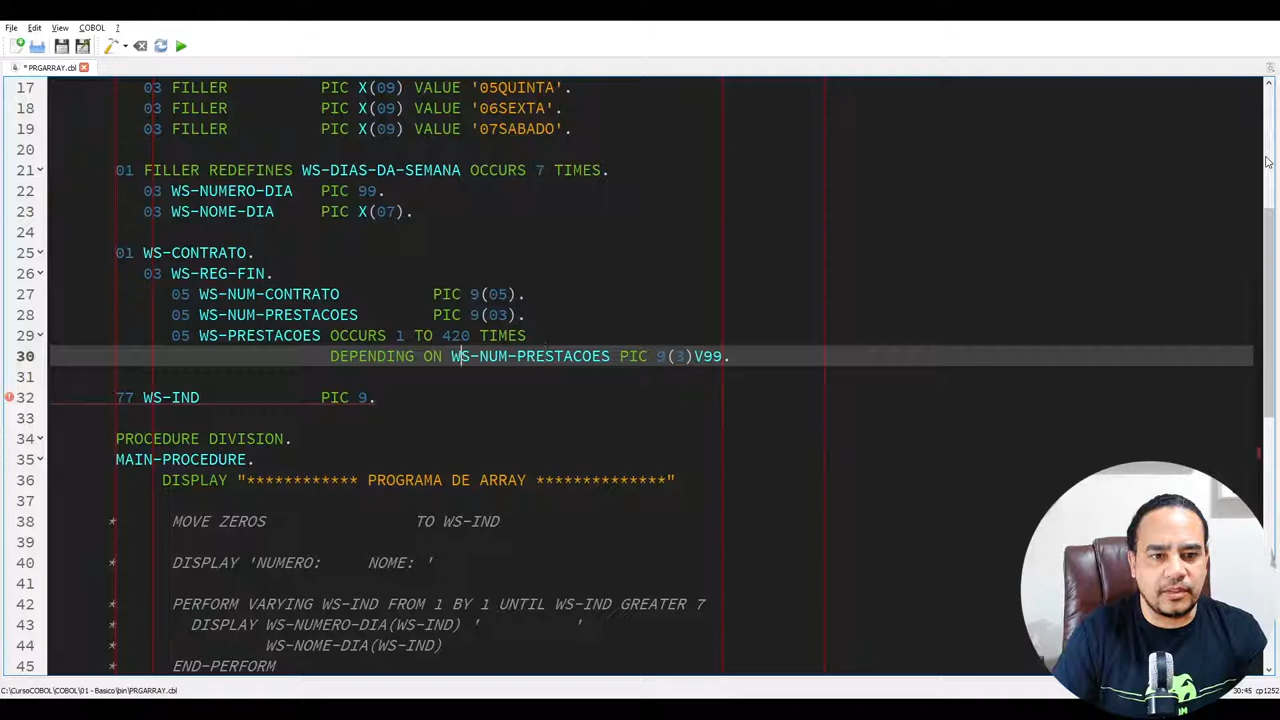 File Edit View COBOL ?
* PRGARRAY.cbl
17 03 FILLER PIC X(09) VALUE '05QUINTA'.
18 03 FILLER PIC X(09) VALUE '06SEXTA'.
19 03 FILLER PIC X(09) VALUE '07SABADO'.
20
21 01 FILLER REDEFINES WS-DIAS-DA-SEMANA OCCURS 7 TIMES.
22 03 WS-NUMERO-DIA PIC 99.
23 03 WS-NOME-DIA PIC X(07).
24
25 01 WS-CONTRATO.
26 03 WS-REG-FIN.
27 05 WS-NUM-CONTRATO PIC 9(05).
28 05 WS-NUM-PRESTACOES PIC 9(03).
29 05 WS-PRESTACOES OCCURS 1 TO 420 TIMES
30 DEPENDING ON WS-NUM-PRESTACOES PIC 9(3)V99.
31
32 77 WS-IND PIC 9.
33
34 PROCEDURE DIVISION.
35 MAIN-PROCEDURE.
36 DISPLAY "************ PROGRAMA DE ARRAY **************"
37
38 * MOVE ZEROS TO WS-IND
39
40 * DISPLAY 'NUMERO: NOME: '
41
42 * PERFORM VARYING WS-IND FROM 1 BY 1 UNTIL WS-IND GREATER 7
43 * DISPLAY WS-NUMERO-DIA(WS-IND) ' '
44 * WS-NOME-DIA(WS-IND)
45 * END-PERFORM
C:\CursoCOBOL\COBOL\01 - Basico\bin\PRGARRAY.cbl 30:45 cp1252